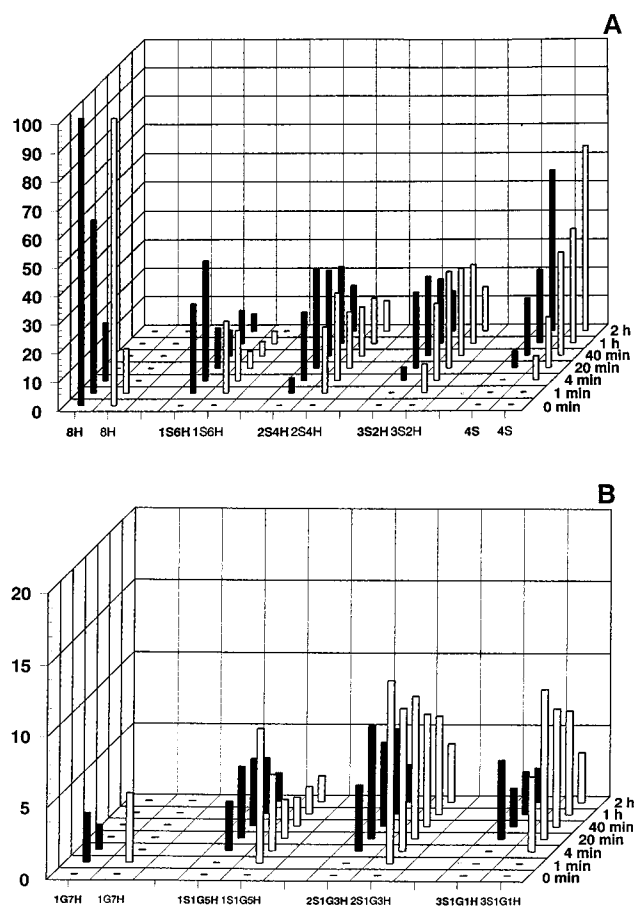 A
100
90
80
70
60
50
40
30
20
10
0
2 h
1 h
40 min
20 min
4 min
1 min
0 min
8H 8H 1S6H 1S6H 2S4H 2S4H 3S2H 3S2H 4S 4S
B
20
15
10
5
0
2 h
1 h
40 min
20 min
4 min
1 min
0 min
1G7H 1G7H 1S1G5H 1S1G5H 2S1G3H 2S1G3H 3S1G1H 3S1G1H